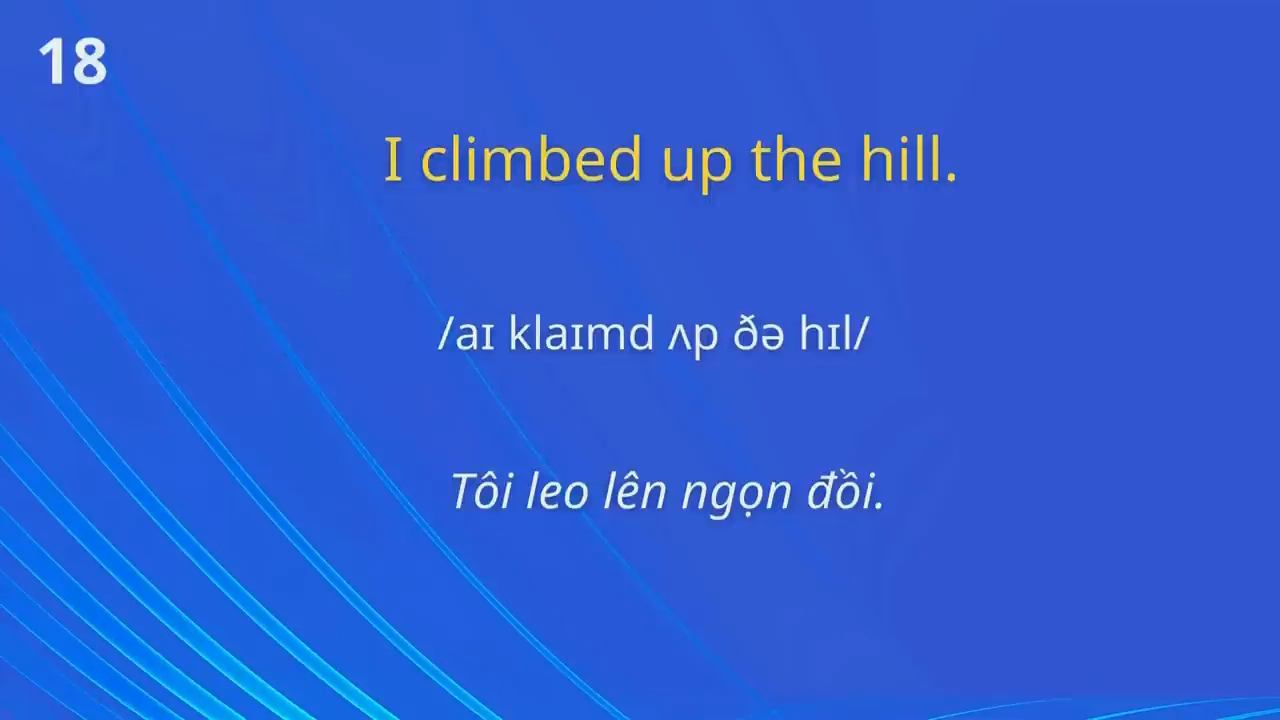 18
I climbed up the hill.
/aɪ klaɪmd ʌp ðə hɪl/
Tôi leo lên ngọn đồi.